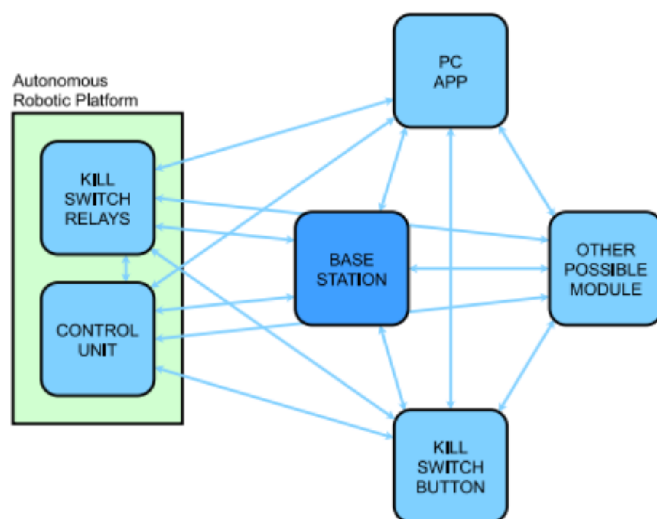 PC
APP
Autonomous
Robotic Platform
KILL
SWITCH
RELAYS
BASE
STATION
OTHER
POSSIBLE
MODULE
CONTROL
UNIT
KILL
SWITCH
BUTTON